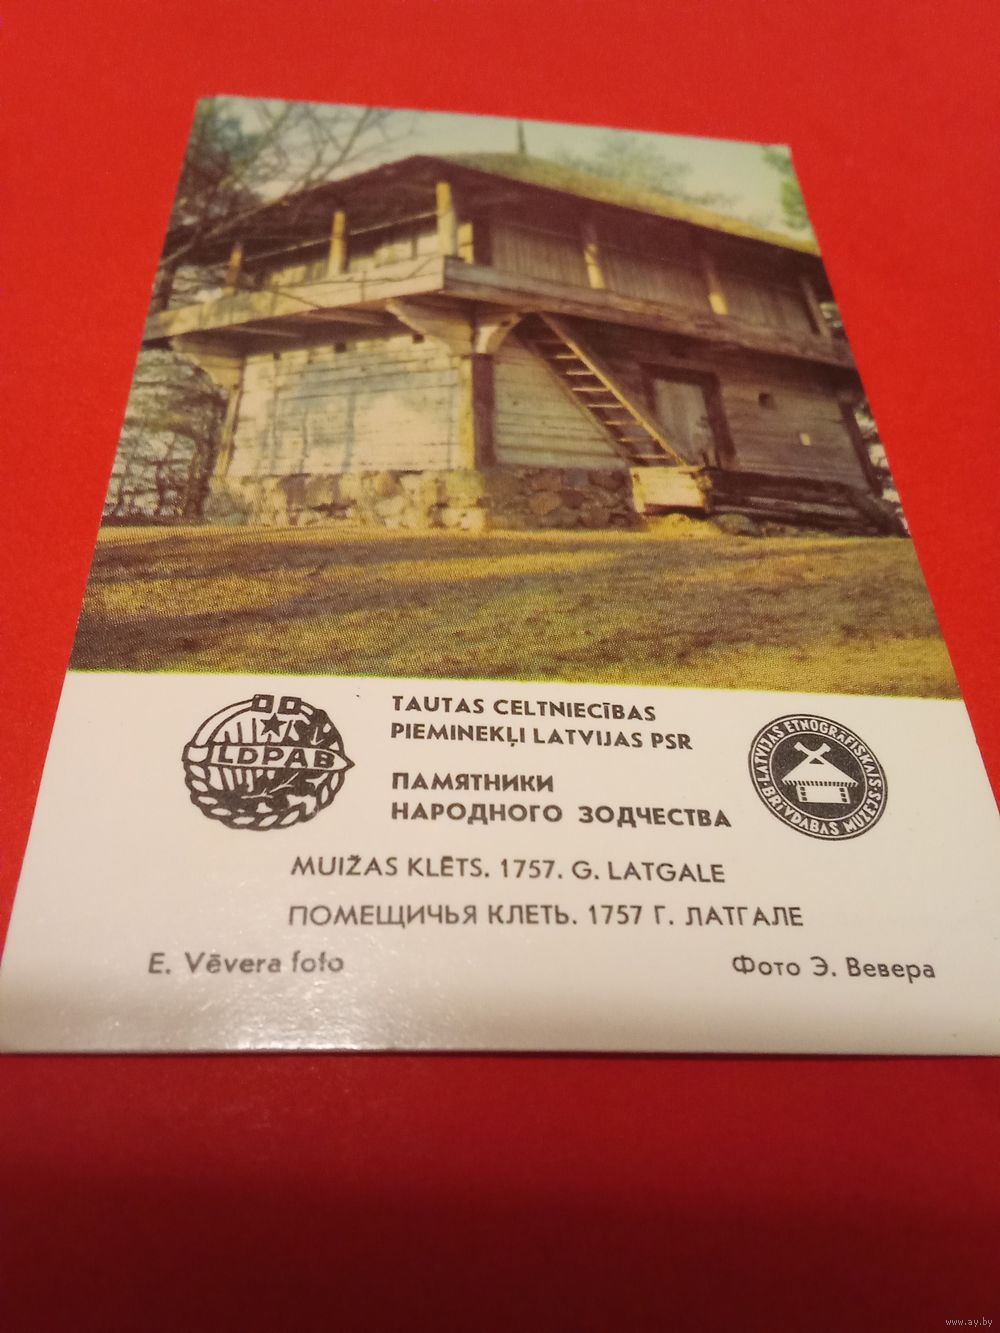 TAUTAS CELTNIECĪBAS
PIEMINEKĻI LATVIJAS PSR
LDPAB
ПАМЯТНИКИ
НАРОДНОГО ЗОДЧЕСТВА
LATVIJAS ETNOGRĀFISKAIS
BRĪVDABAS MUZEJS
MUIŽAS KLĒTS. 1757. G. LATGALE
ПОМЕЩИЧЬЯ КЛЕТЬ. 1757 Г. ЛАТГАЛЕ
E. Vēvera foto
Фото Э. Вевера
www.ay.by